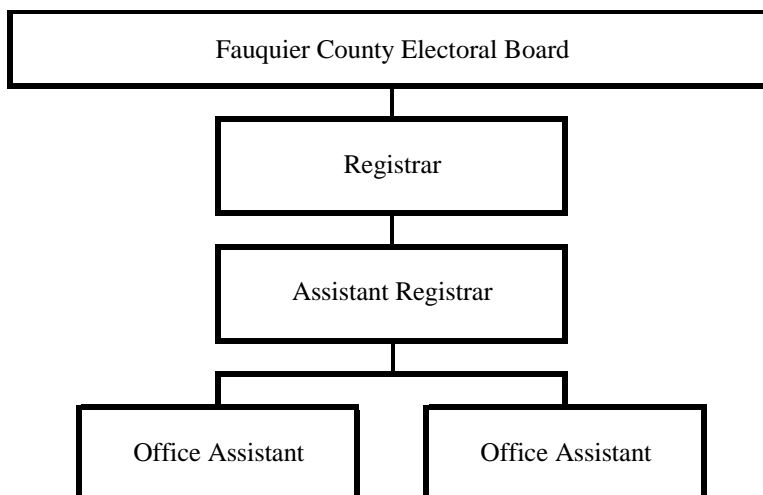 Fauquier County Electoral Board
Registrar
Assistant Registrar
Office Assistant
Office Assistant